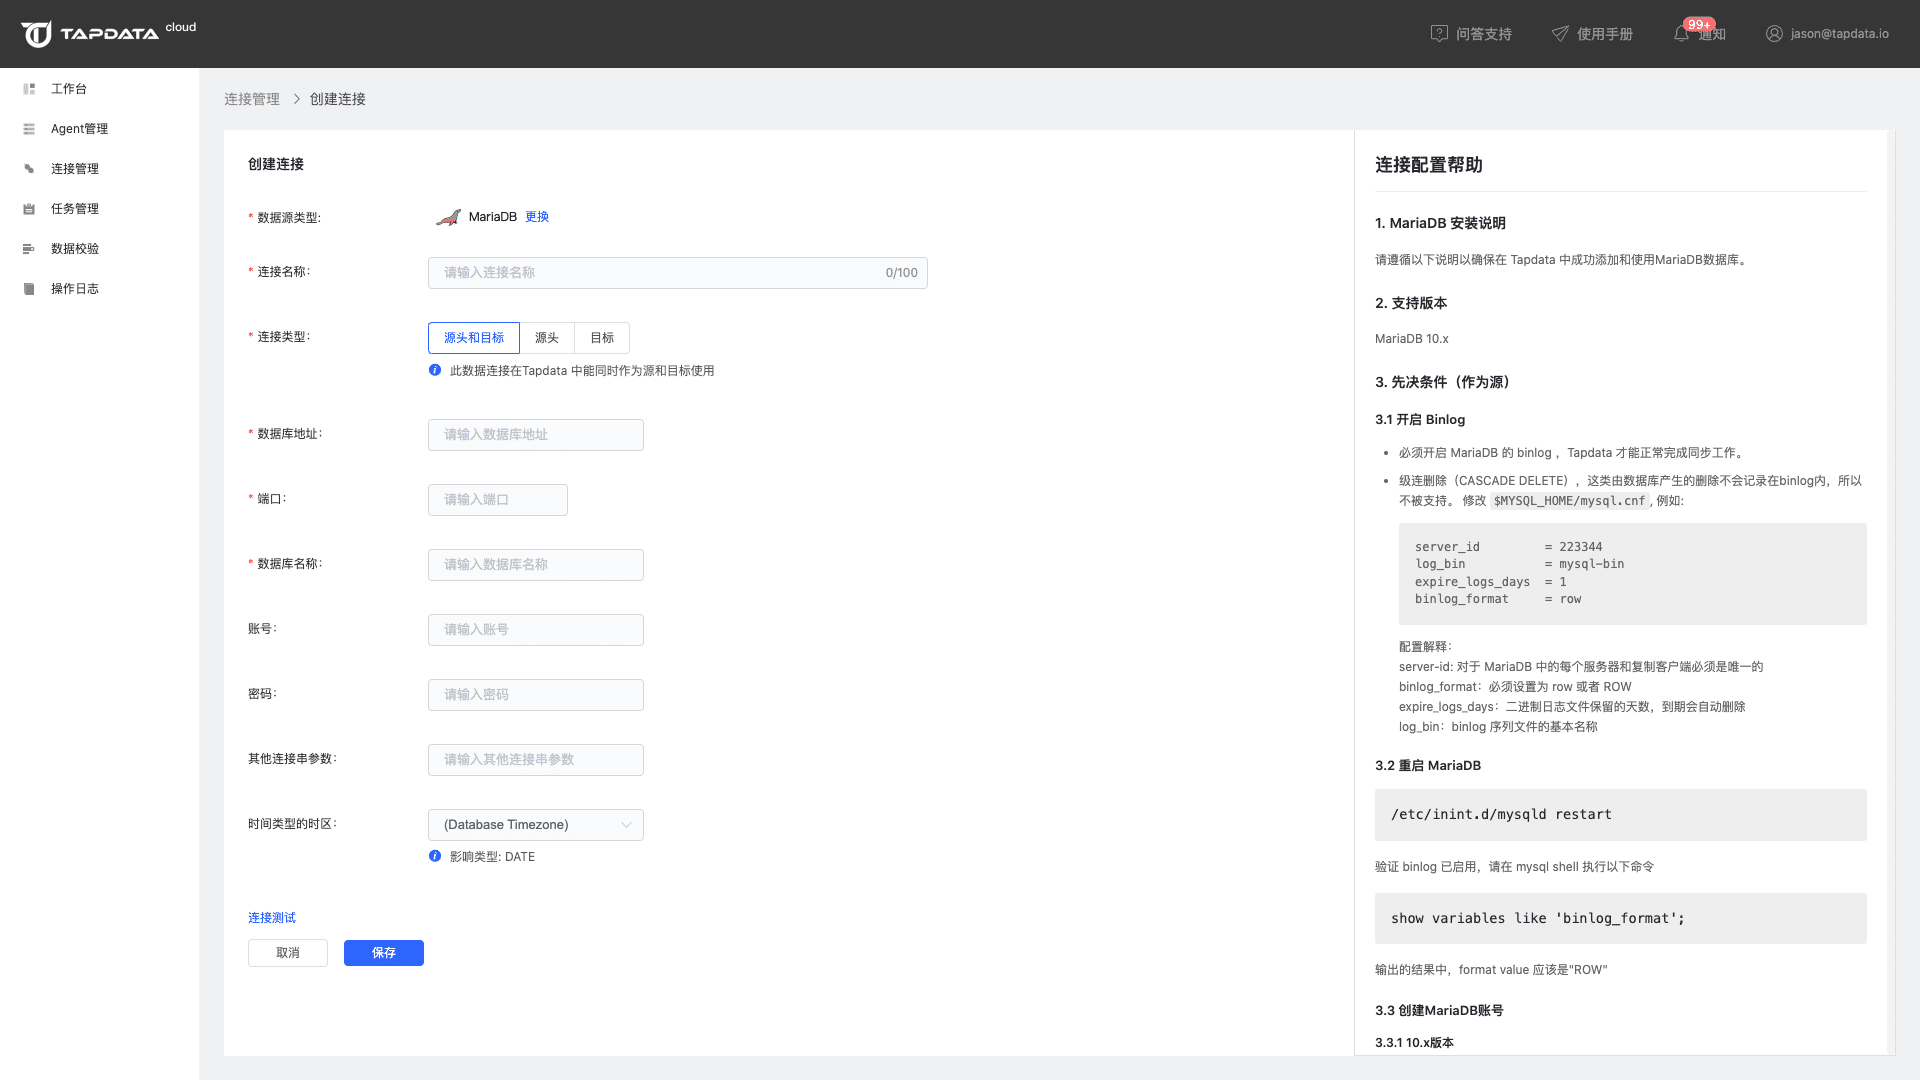 TAPDATA cloud
问答支持
使用手册
99+
通知
jason@tapdata.io
工作台
Agent管理
连接管理
任务管理
数据校验
操作日志
连接管理 > 创建连接
创建连接
* 数据源类型: MariaDB 更换
* 连接名称: 请输入连接名称 0/100
* 连接类型: 源头和目标 源头 目标
此数据连接在Tapdata 中能同时作为源和目标使用
* 数据库地址: 请输入数据库地址
* 端口: 请输入端口
* 数据库名称: 请输入数据库名称
账号: 请输入账号
密码: 请输入密码
其他连接串参数: 请输入其他连接串参数
时间类型的时区: (Database Timezone)
影响类型: DATE
连接测试
取消 保存
连接配置帮助
1. MariaDB 安装说明
请遵循以下说明以确保在 Tapdata 中成功添加和使用MariaDB数据库。
2. 支持版本
MariaDB 10.x
3. 先决条件（作为源）
3.1 开启 Binlog
• 必须开启 MariaDB 的 binlog ，Tapdata 才能正常完成同步工作。
• 级连删除（CASCADE DELETE），这类由数据库产生的删除不会记录在binlog内，所以
不被支持。 修改 $MYSQL_HOME/mysql.cnf , 例如:
server_id         = 223344
log_bin           = mysql-bin
expire_logs_days  = 1
binlog_format     = row
配置解释：
server-id: 对于 MariaDB 中的每个服务器和复制客户端必须是唯一的
binlog_format：必须设置为 row 或者 ROW
expire_logs_days：二进制日志文件保留的天数，到期会自动删除
log_bin：binlog 序列文件的基本名称
3.2 重启 MariaDB
/etc/inint.d/mysqld restart
验证 binlog 已启用，请在 mysql shell 执行以下命令
show variables like 'binlog_format';
输出的结果中，format value 应该是"ROW"
3.3 创建MariaDB账号
3.3.1 10.x版本